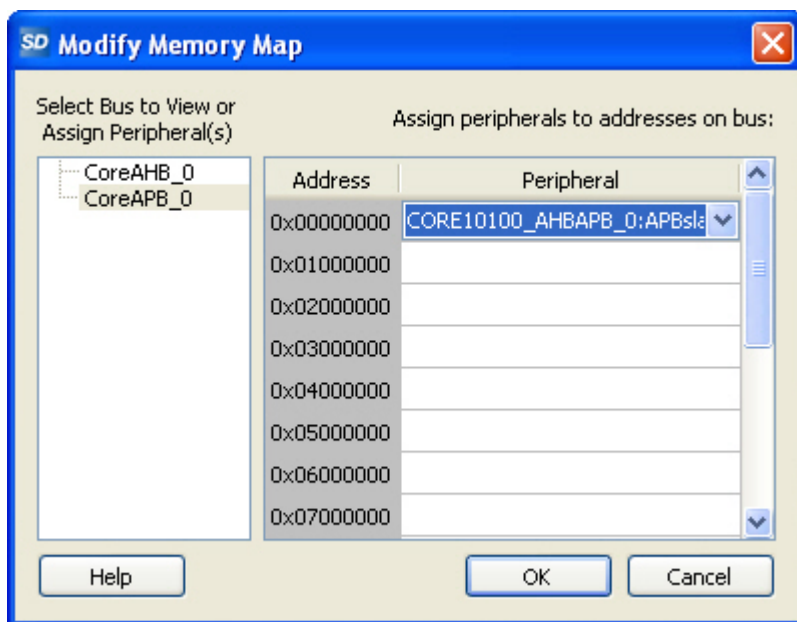 SD Modify Memory Map
Select Bus to View or
Assign Peripheral(s)
Assign peripherals to addresses on bus:
CoreAHB_0
CoreAPB_0
Address Peripheral
0x00000000 CORE10100_AHBAPB_0:APBsla
0x01000000
0x02000000
0x03000000
0x04000000
0x05000000
0x06000000
0x07000000
Help OK Cancel